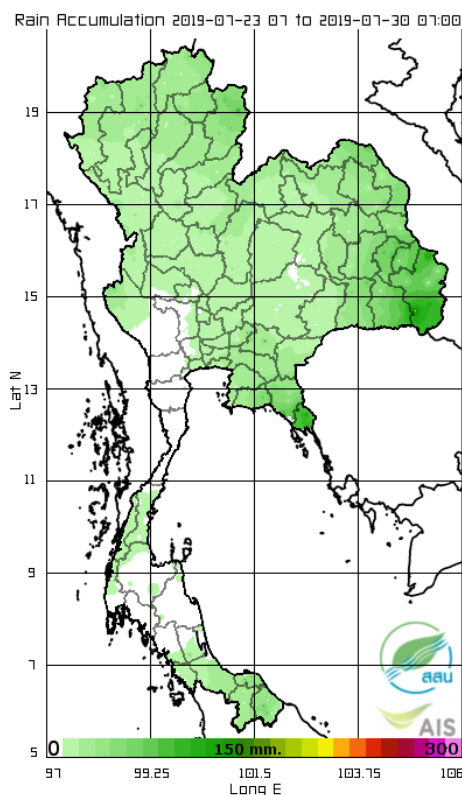 Rain Accumulation 2019-07-23 07 to 2019-07-30 07:00
19
17
15
13
11
9
7
5
Lat N
สสน
AIS
0 150 mm. 300
97 99.25 101.5 103.75 106
Long E